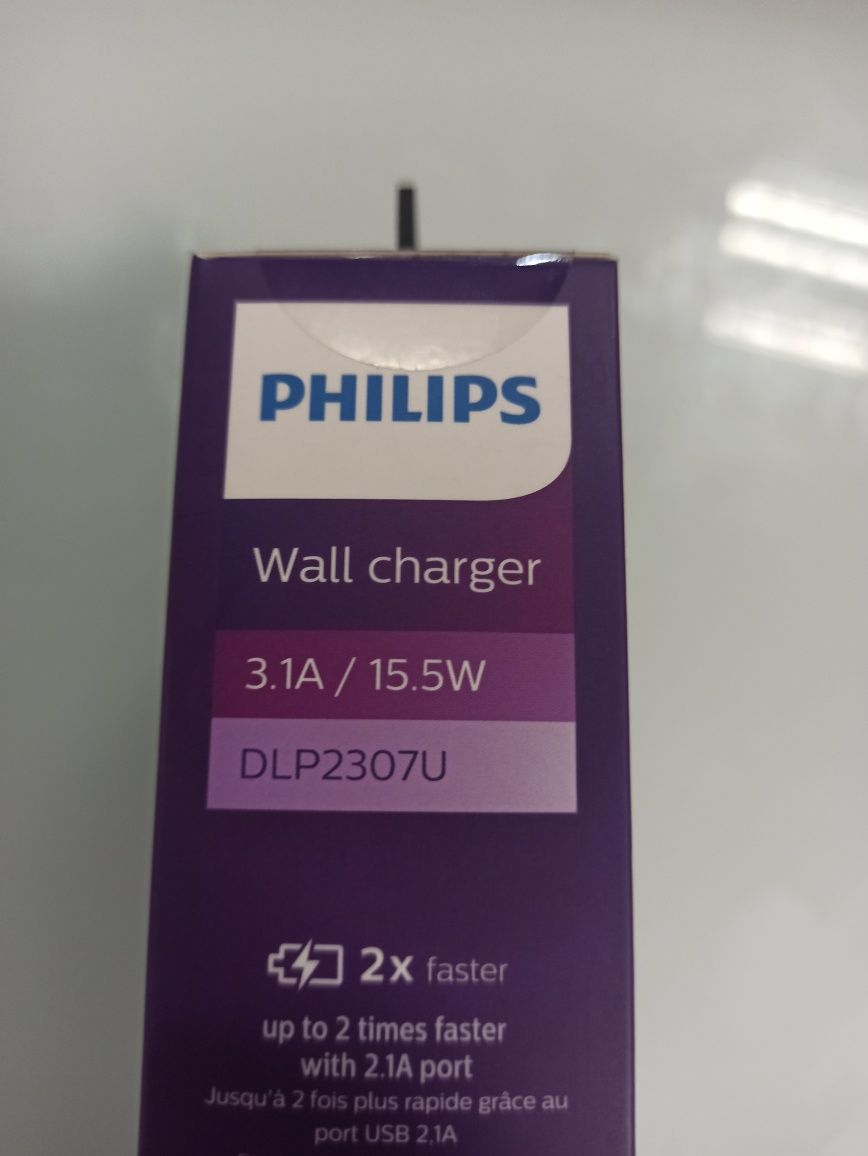 PHILIPS
Wall charger
3.1A / 15.5W
DLP2307U
2x faster
up to 2 times faster
with 2.1A port
Jusqu'à 2 fois plus rapide grâce au
port USB 2,1A